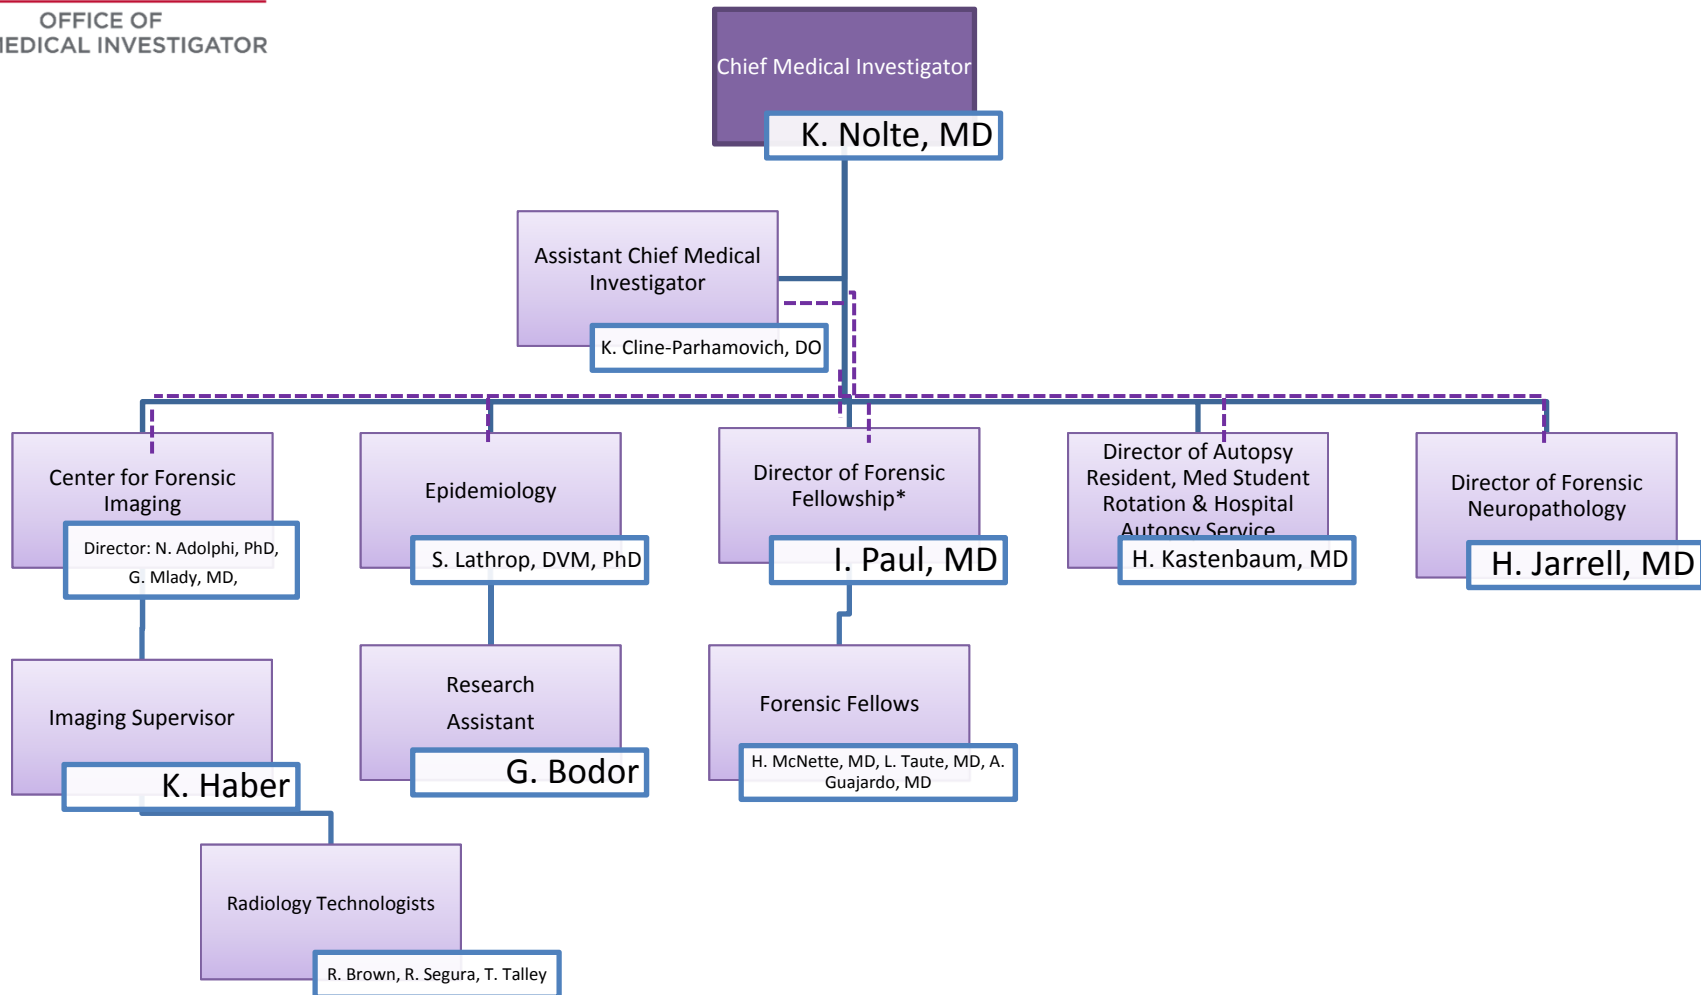 OFFICE OF
MEDICAL INVESTIGATOR
Chief Medical Investigator
K. Nolte, MD
Assistant Chief Medical
Investigator
K. Cline-Parhamovich, DO
Center for Forensic
Imaging
Director: N. Adolphi, PhD,
G. Mlady, MD,
Epidemiology
S. Lathrop, DVM, PhD
Director of Forensic
Fellowship*
I. Paul, MD
Director of Autopsy
Resident, Med Student
Rotation & Hospital
Autopsy Service
H. Kastenbaum, MD
Director of Forensic
Neuropathology
H. Jarrell, MD
Imaging Supervisor
K. Haber
Research
Assistant
G. Bodor
Forensic Fellows
H. McNette, MD, L. Taute, MD, A.
Guajardo, MD
Radiology Technologists
R. Brown, R. Segura, T. Talley